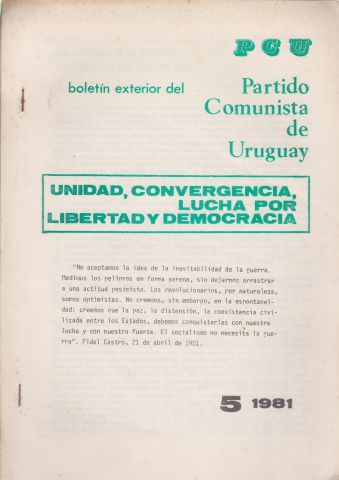 PCU
boletín exterior del
Partido
Comunista
de
Uruguay
UNIDAD, CONVERGENCIA,
LUCHA POR
LIBERTAD Y DEMOCRACIA
"No aceptamos la idea de la inevitabilidad de la guerra.
Medimos los peligros en forma serena, sin dejarnos arrastrar
a una actitud pesimista. Los revolucionarios, por naturaleza,
somos optimistas. No creemos, sin embargo, en la espontanei-
dad: creemos que la paz, la distensión, la coexistencia civi-
lizada entre los Estados, debemos conquistarlas con nuestra
lucha y con nuestro fuerza. El socialismo no necesita la gue-
rra". Fidel Castro, 21 de abril de 1981.
5 1981